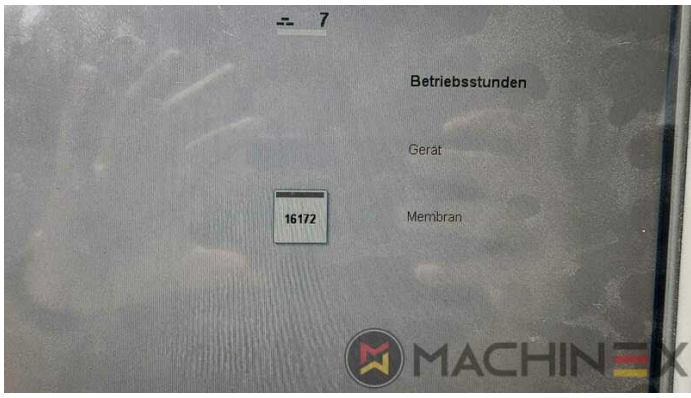 7
Betriebsstunden
Gerät
16172
Membran
MACHINEX